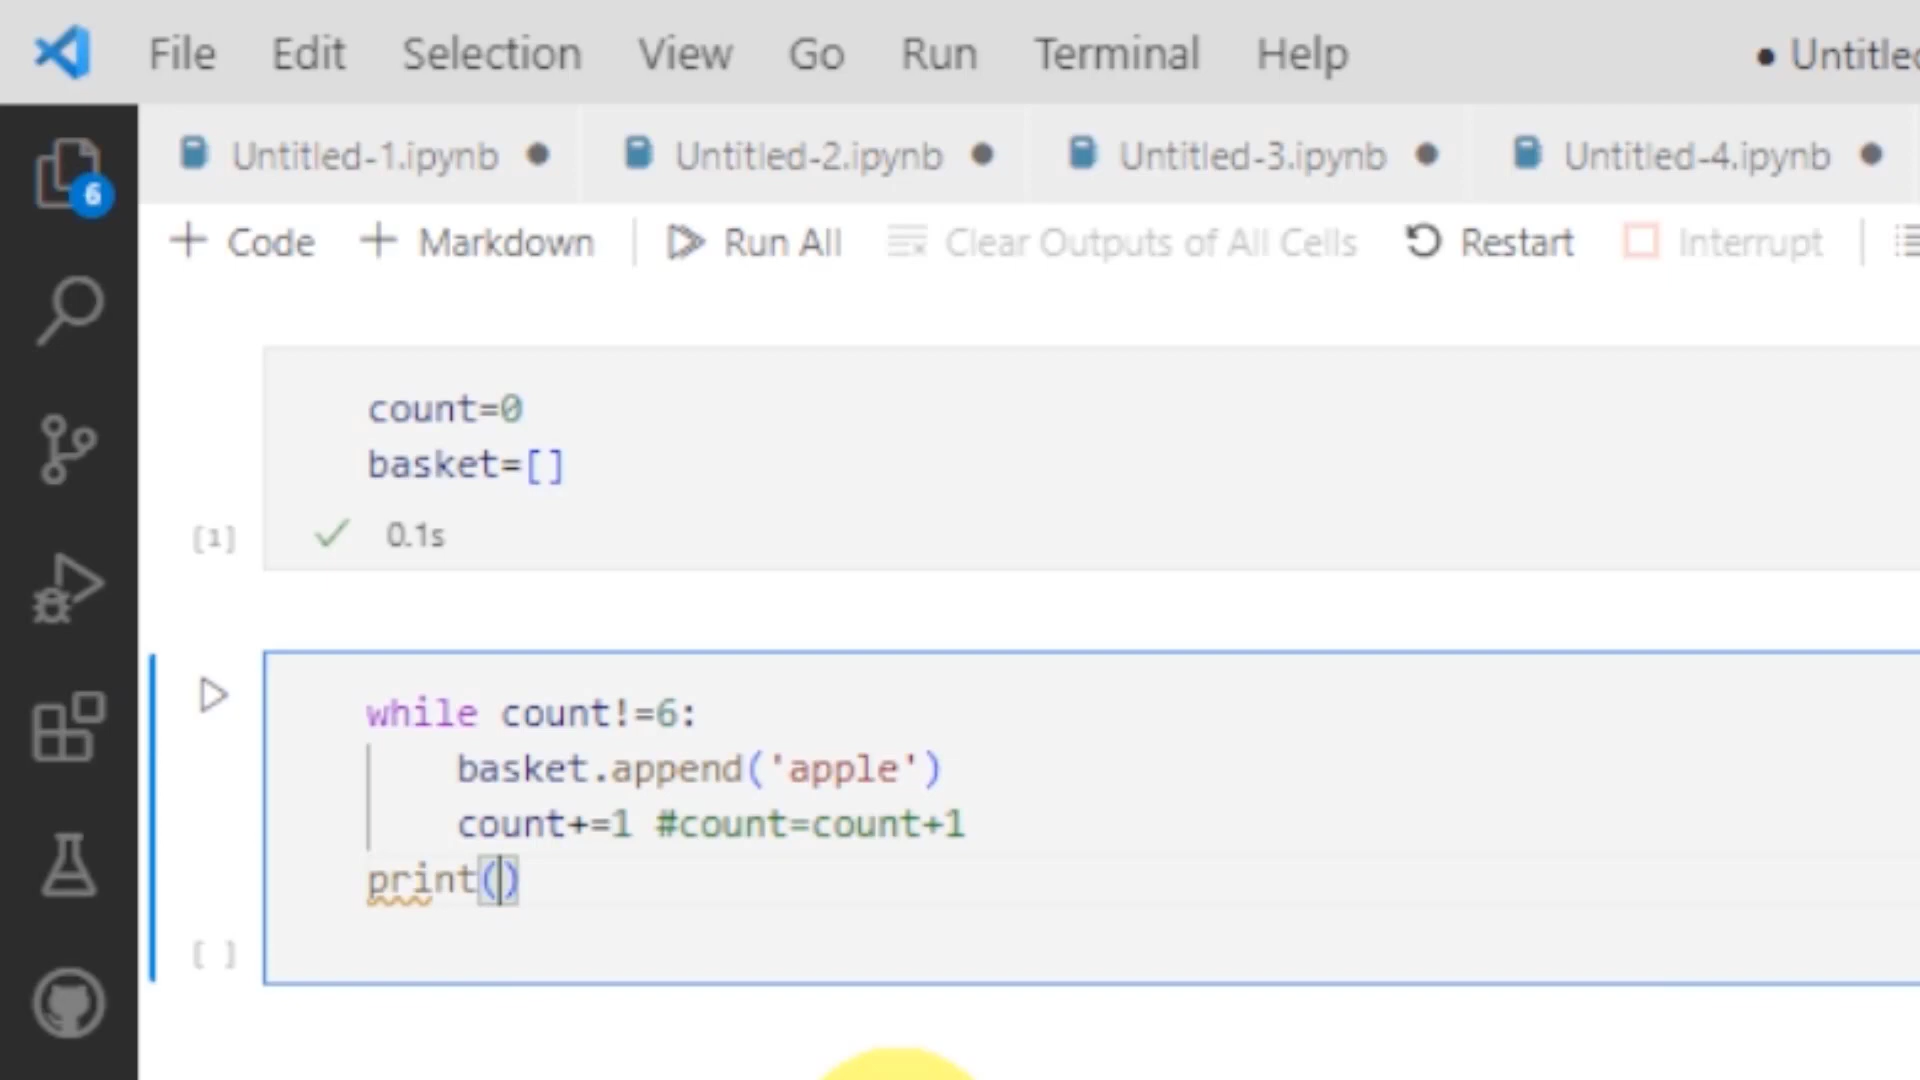 File Edit Selection View Go Run Terminal Help ● Untitled
Untitled-1.ipynb ● Untitled-2.ipynb ● Untitled-3.ipynb ● Untitled-4.ipynb ●
6
+ Code + Markdown Run All Clear Outputs of All Cells Restart Interrupt
count=0
basket=[]
[1] ✓ 0.1s
while count!=6:
basket.append('apple')
count+=1 #count=count+1
print()
[ ]